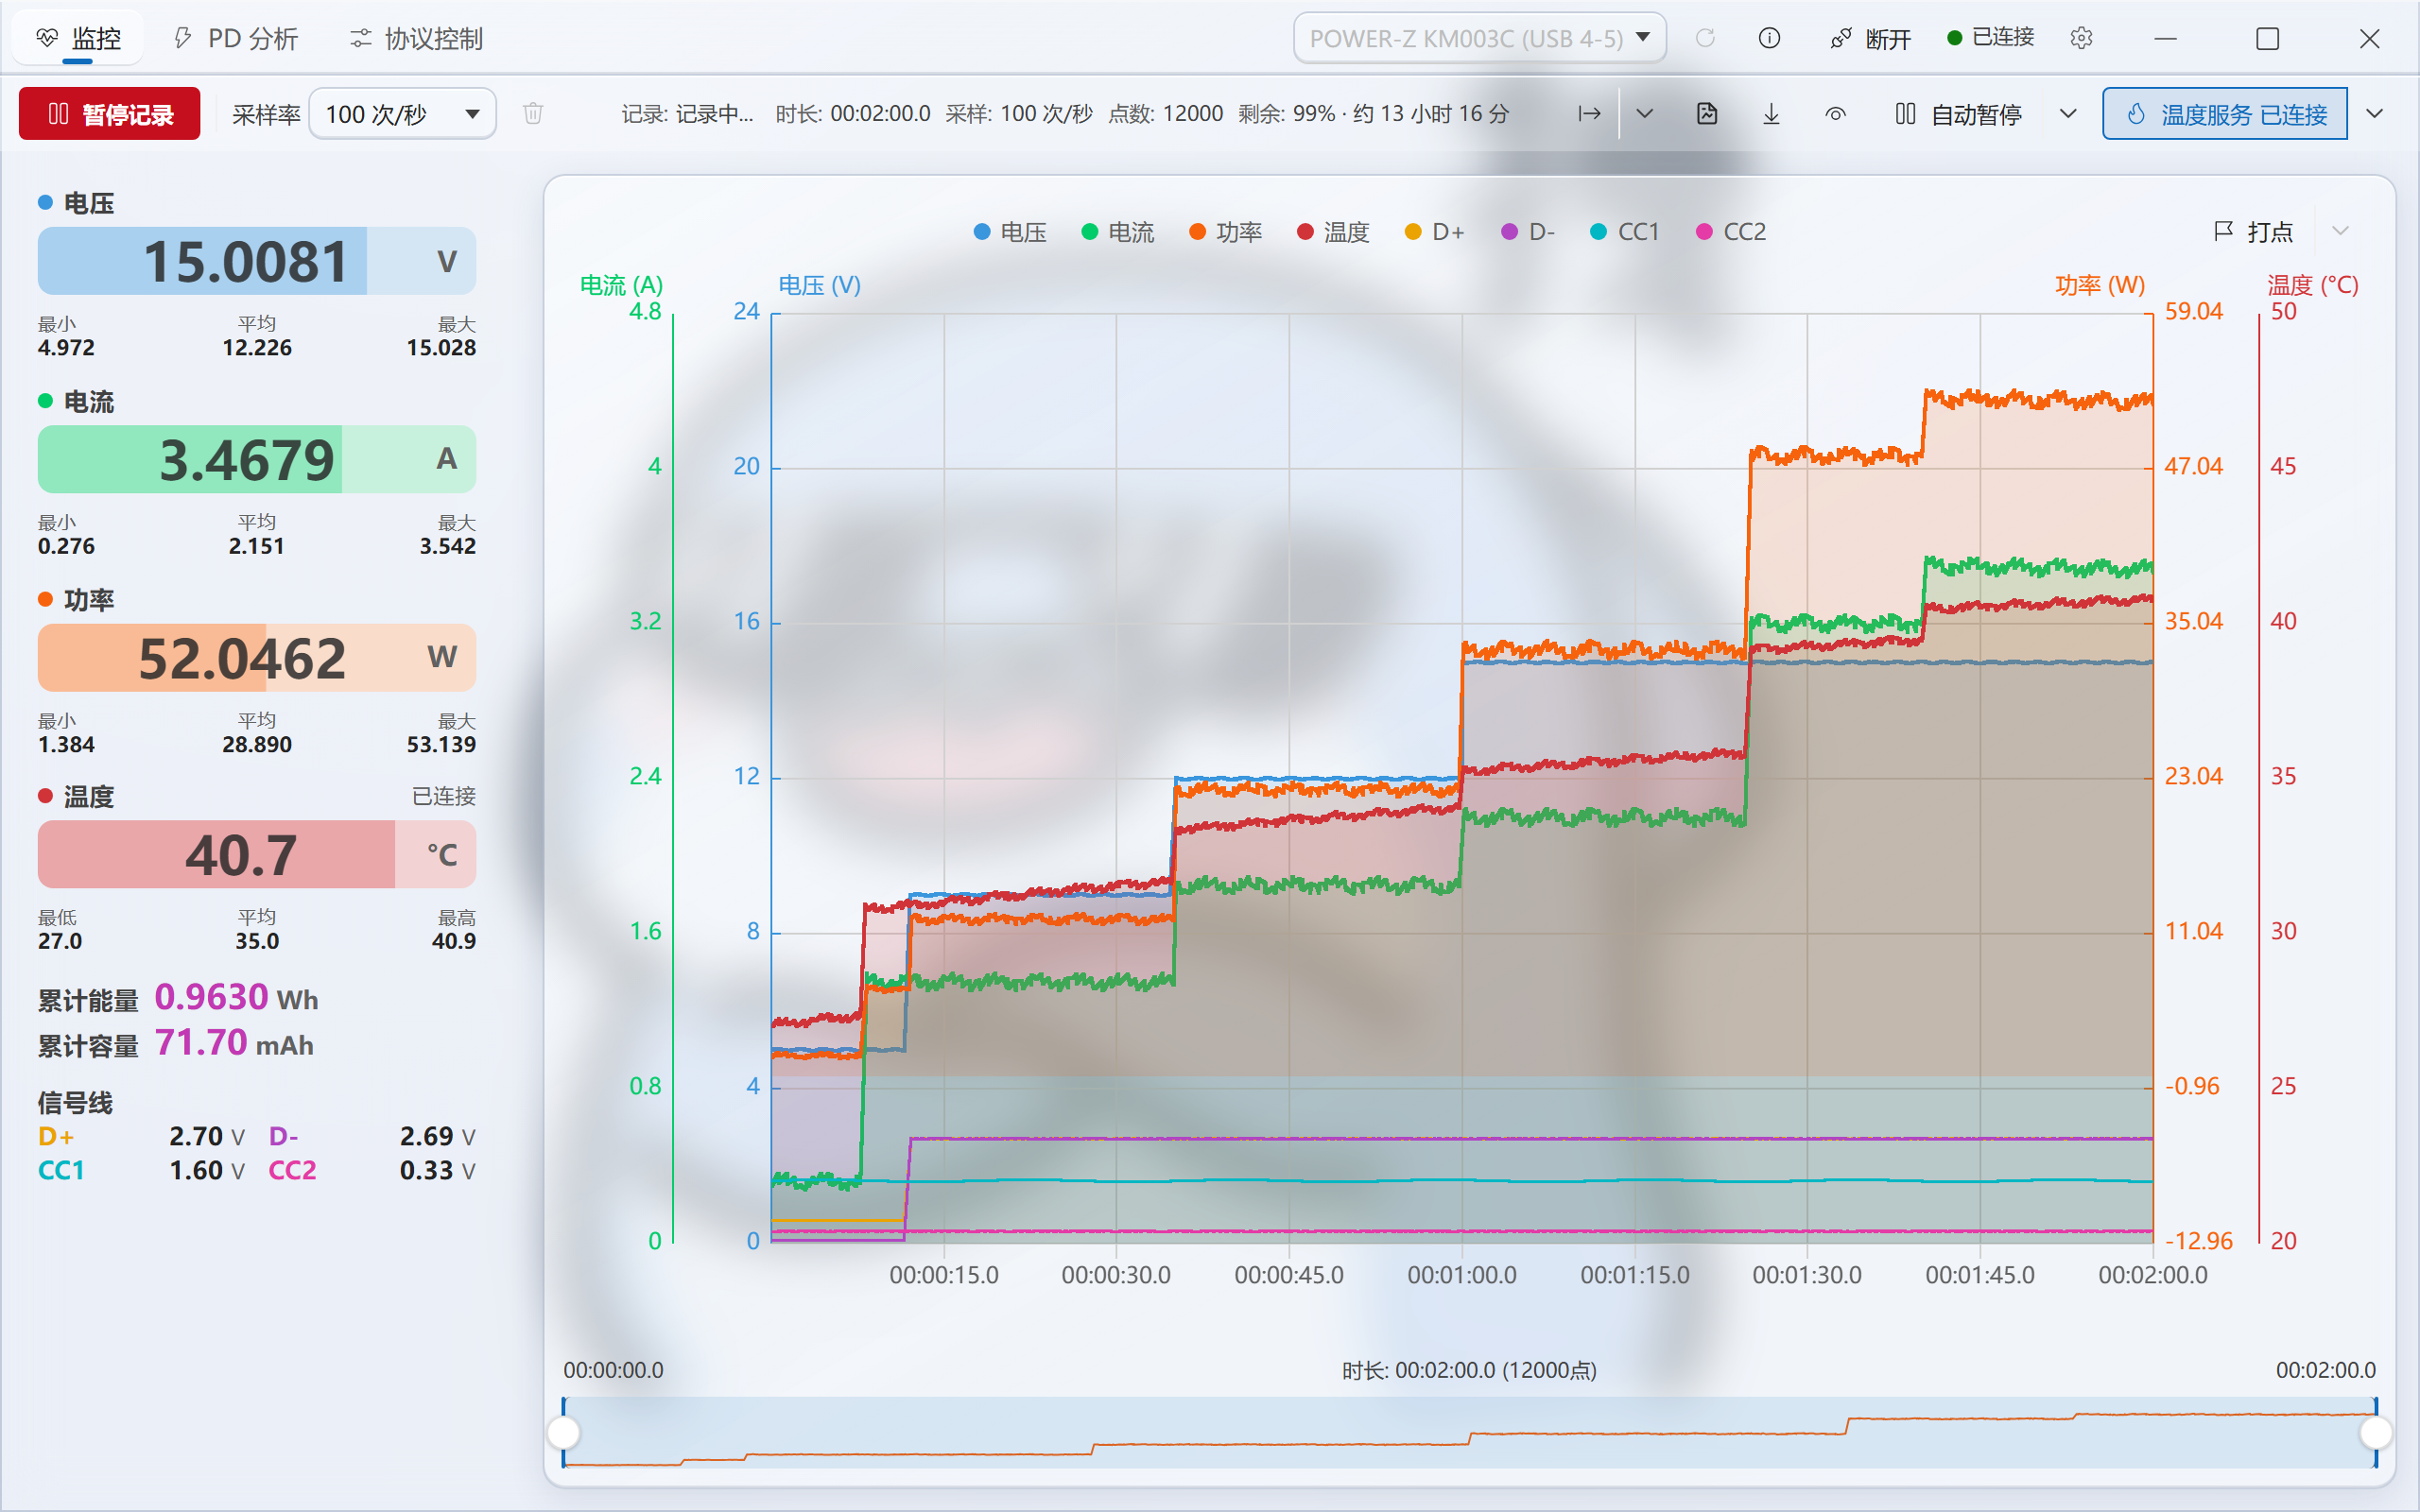 监控 PD 分析 协议控制 POWER-Z KM003C (USB 4-5) 断开 已连接
暂停记录 采样率 100 次/秒 记录: 记录中... 时长: 00:02:00.0 采样: 100 次/秒 点数: 12000 剩余: 99% · 约 13 小时 16 分 自动暂停 温度服务 已连接
电压
15.0081 V
最小 平均 最大
4.972 12.226 15.028
电流
3.4679 A
最小 平均 最大
0.276 2.151 3.542
功率
52.0462 W
最小 平均 最大
1.384 28.890 53.139
温度 已连接
40.7 °C
最低 平均 最高
27.0 35.0 40.9
累计能量 0.9630 Wh
累计容量 71.70 mAh
信号线
D+ 2.70 V D- 2.69 V
CC1 1.60 V CC2 0.33 V
电压 电流 功率 温度 D+ D- CC1 CC2 打点
电流 (A) 电压 (V) 功率 (W) 温度 (°C)
4.8 24 59.04 50
4 20 47.04 45
3.2 16 35.04 40
2.4 12 23.04 35
1.6 8 11.04 30
0.8 4 -0.96 25
0 0 -12.96 20
00:00:15.0 00:00:30.0 00:00:45.0 00:01:00.0 00:01:15.0 00:01:30.0 00:01:45.0 00:02:00.0
00:00:00.0 时长: 00:02:00.0 (12000点) 00:02:00.0